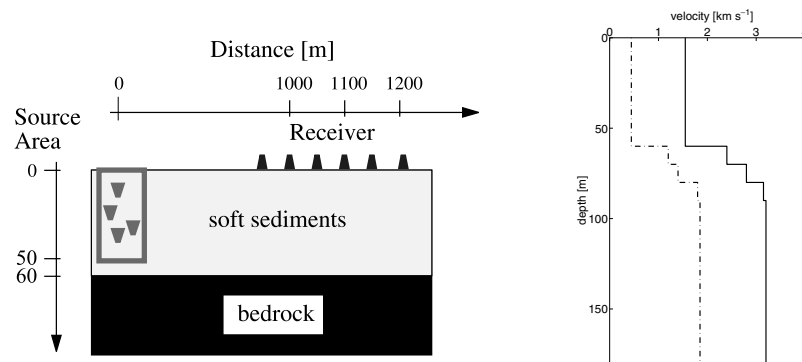 Distance [m]
0
1000 1100 1200
Source
Area
Receiver
0
soft sediments
50
60
bedrock
velocity [km s⁻¹]
0 1 2 3
0
50
100
150
depth [m]